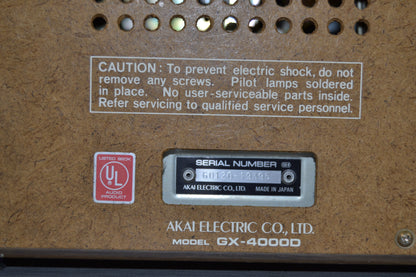 CAUTION: To prevent electric shock, do not
remove any screws. Pilot lamps soldered
in place. No user-serviceable parts inside.
Refer servicing to qualified service personnel.
UL
AUDIO
PRODUCT
SERIAL NUMBER
AKAI ELECTRIC CO., LTD. MADE IN JAPAN
AKAI ELECTRIC CO., LTD.
MODEL GX-4000D